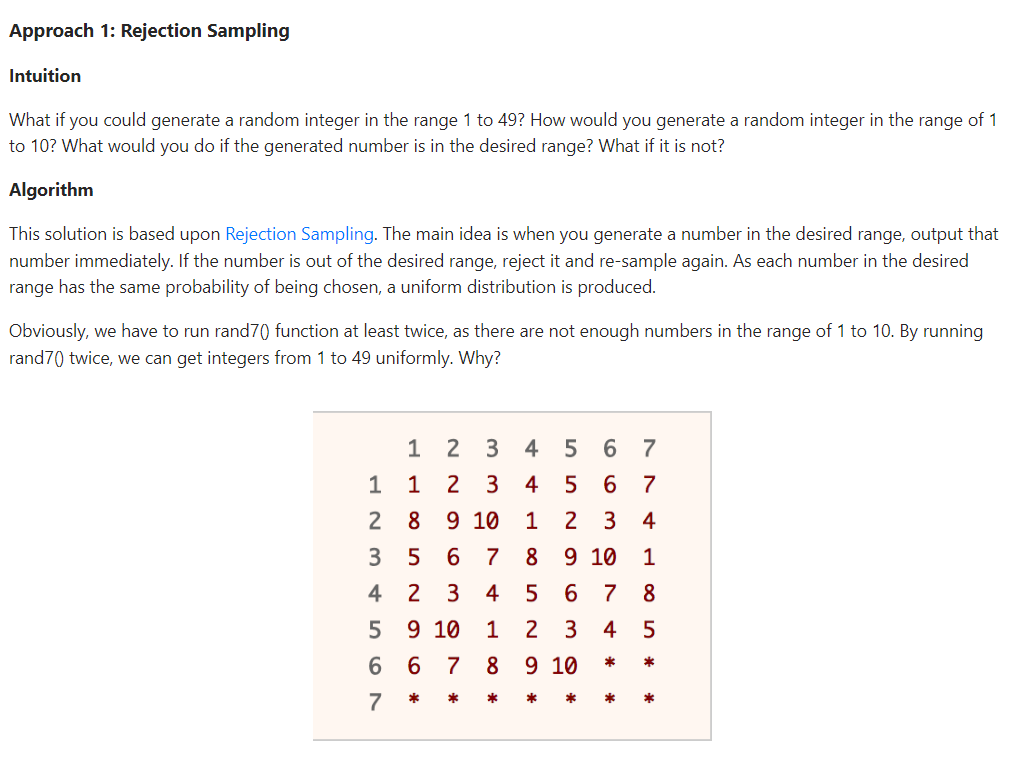 Approach 1: Rejection Sampling
Intuition
What if you could generate a random integer in the range 1 to 49? How would you generate a random integer in the range of 1
to 10? What would you do if the generated number is in the desired range? What if it is not?
Algorithm
This solution is based upon Rejection Sampling. The main idea is when you generate a number in the desired range, output that
number immediately. If the number is out of the desired range, reject it and re-sample again. As each number in the desired
range has the same probability of being chosen, a uniform distribution is produced.
Obviously, we have to run rand7() function at least twice, as there are not enough numbers in the range of 1 to 10. By running
rand7() twice, we can get integers from 1 to 49 uniformly. Why?
1 2 3 4 5 6 7
1 1 2 3 4 5 6 7
2 8 9 10 1 2 3 4
3 5 6 7 8 9 10 1
4 2 3 4 5 6 7 8
5 9 10 1 2 3 4 5
6 6 7 8 9 10 * *
7 * * * * * * *